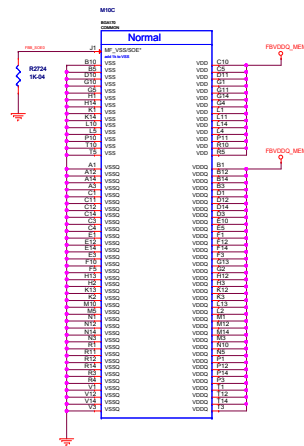 M10C
BGA170
COMMON
Normal
FBVDDQ_MEM
FBB_SOE0
J1
MF_VSS/SOE*
add 1k to VSS
R2724
1K-04
B10 VSS VDD C10
B5 VSS VDD C5
D10 VSS VDD D11
G10 VSS VDD G1
G5 VSS VDD G11
H1 VSS VDD G14
H14 VSS VDD G4
K1 VSS VDD L1
K14 VSS VDD L11
L10 VSS VDD L14
L5 VSS VDD L4
P10 VSS VDD P11
T10 VSS VDD R10
T5 VSS VDD R5
FBVDDQ_MEM
A1 VSSQ VDDQ B1
A12 VSSQ VDDQ B12
A14 VSSQ VDDQ B14
A3 VSSQ VDDQ B3
C1 VSSQ VDDQ D1
C11 VSSQ VDDQ D12
C12 VSSQ VDDQ D14
C14 VSSQ VDDQ D3
C3 VSSQ VDDQ E10
C4 VSSQ VDDQ E5
E1 VSSQ VDDQ F1
E12 VSSQ VDDQ F12
E14 VSSQ VDDQ F14
E3 VSSQ VDDQ F3
F10 VSSQ VDDQ G13
F5 VSSQ VDDQ G2
H13 VSSQ VDDQ H12
H2 VSSQ VDDQ H3
K13 VSSQ VDDQ K12
K2 VSSQ VDDQ K3
M10 VSSQ VDDQ L13
M5 VSSQ VDDQ L2
N1 VSSQ VDDQ M1
N12 VSSQ VDDQ M12
N14 VSSQ VDDQ M14
N3 VSSQ VDDQ M3
R1 VSSQ VDDQ N10
R11 VSSQ VDDQ N5
R12 VSSQ VDDQ P1
R14 VSSQ VDDQ P12
R3 VSSQ VDDQ P14
R4 VSSQ VDDQ P3
V1 VSSQ VDDQ T1
V12 VSSQ VDDQ T12
V14 VSSQ VDDQ T14
V3 VSSQ VDDQ T3